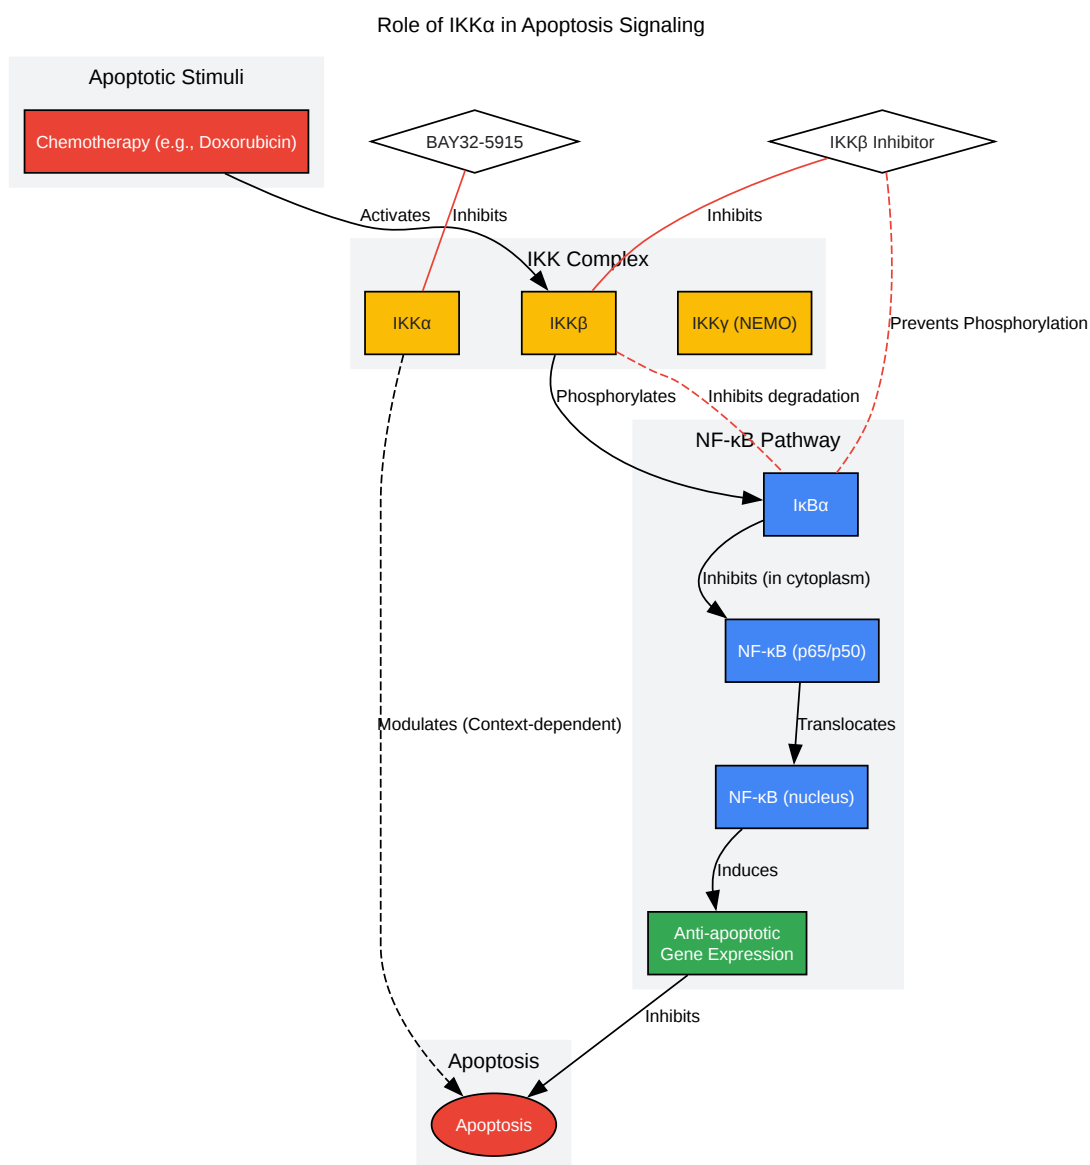 Role of IKKα in Apoptosis Signaling
Apoptotic Stimuli
Chemotherapy (e.g., Doxorubicin)
BAY32-5915
IKKβ Inhibitor
Activates
Inhibits
Inhibits
IKK Complex
IKKα
IKKβ
IKKγ (NEMO)
Prevents Phosphorylation
Phosphorylates
Inhibits degradation
NF-κB Pathway
IκBα
Inhibits (in cytoplasm)
NF-κB (p65/p50)
Modulates (Context-dependent)
Translocates
NF-κB (nucleus)
Induces
Anti-apoptotic
Gene Expression
Inhibits
Apoptosis
Apoptosis